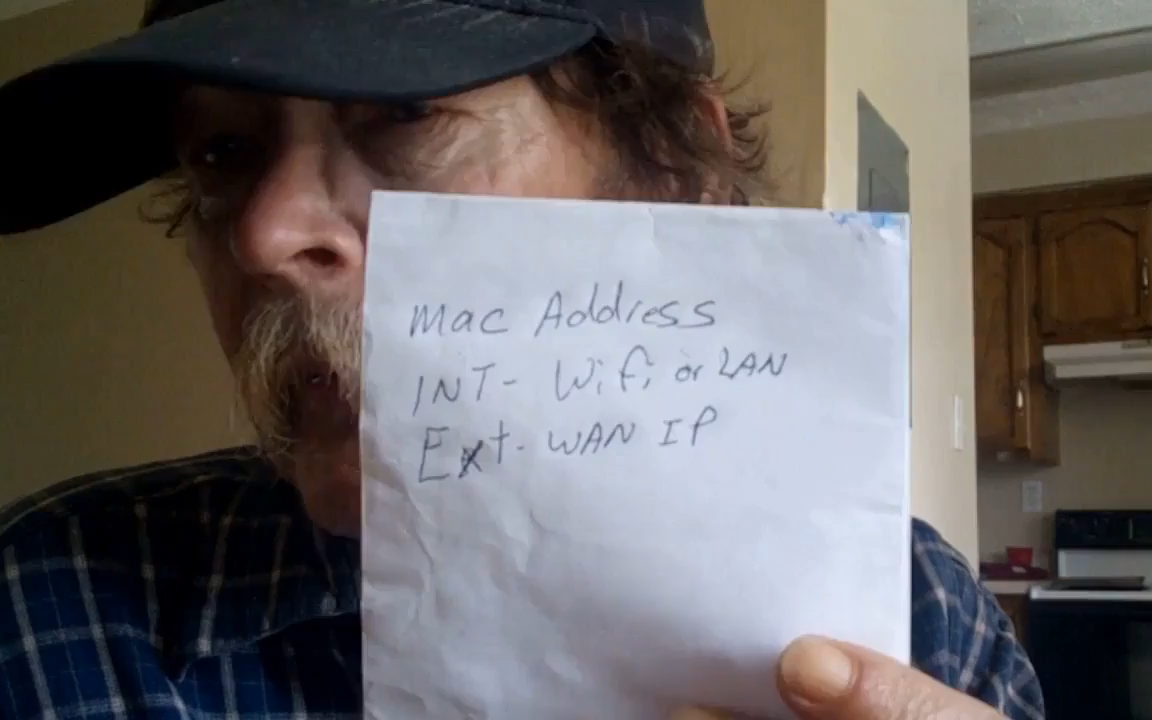 Mac Address
INT- Wifi or LAN
Ext- WAN IP